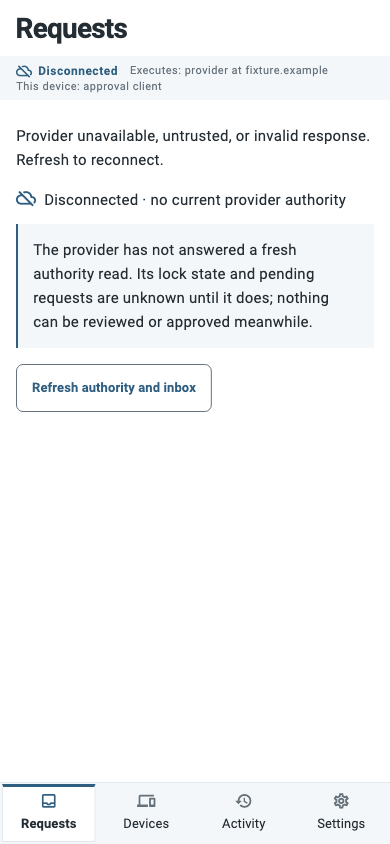 Requests
Disconnected Executes: provider at fixture.example
This device: approval client
Provider unavailable, untrusted, or invalid response.
Refresh to reconnect.
Disconnected · no current provider authority
The provider has not answered a fresh
authority read. Its lock state and pending
requests are unknown until it does; nothing
can be reviewed or approved meanwhile.
Refresh authority and inbox
Requests Devices Activity Settings